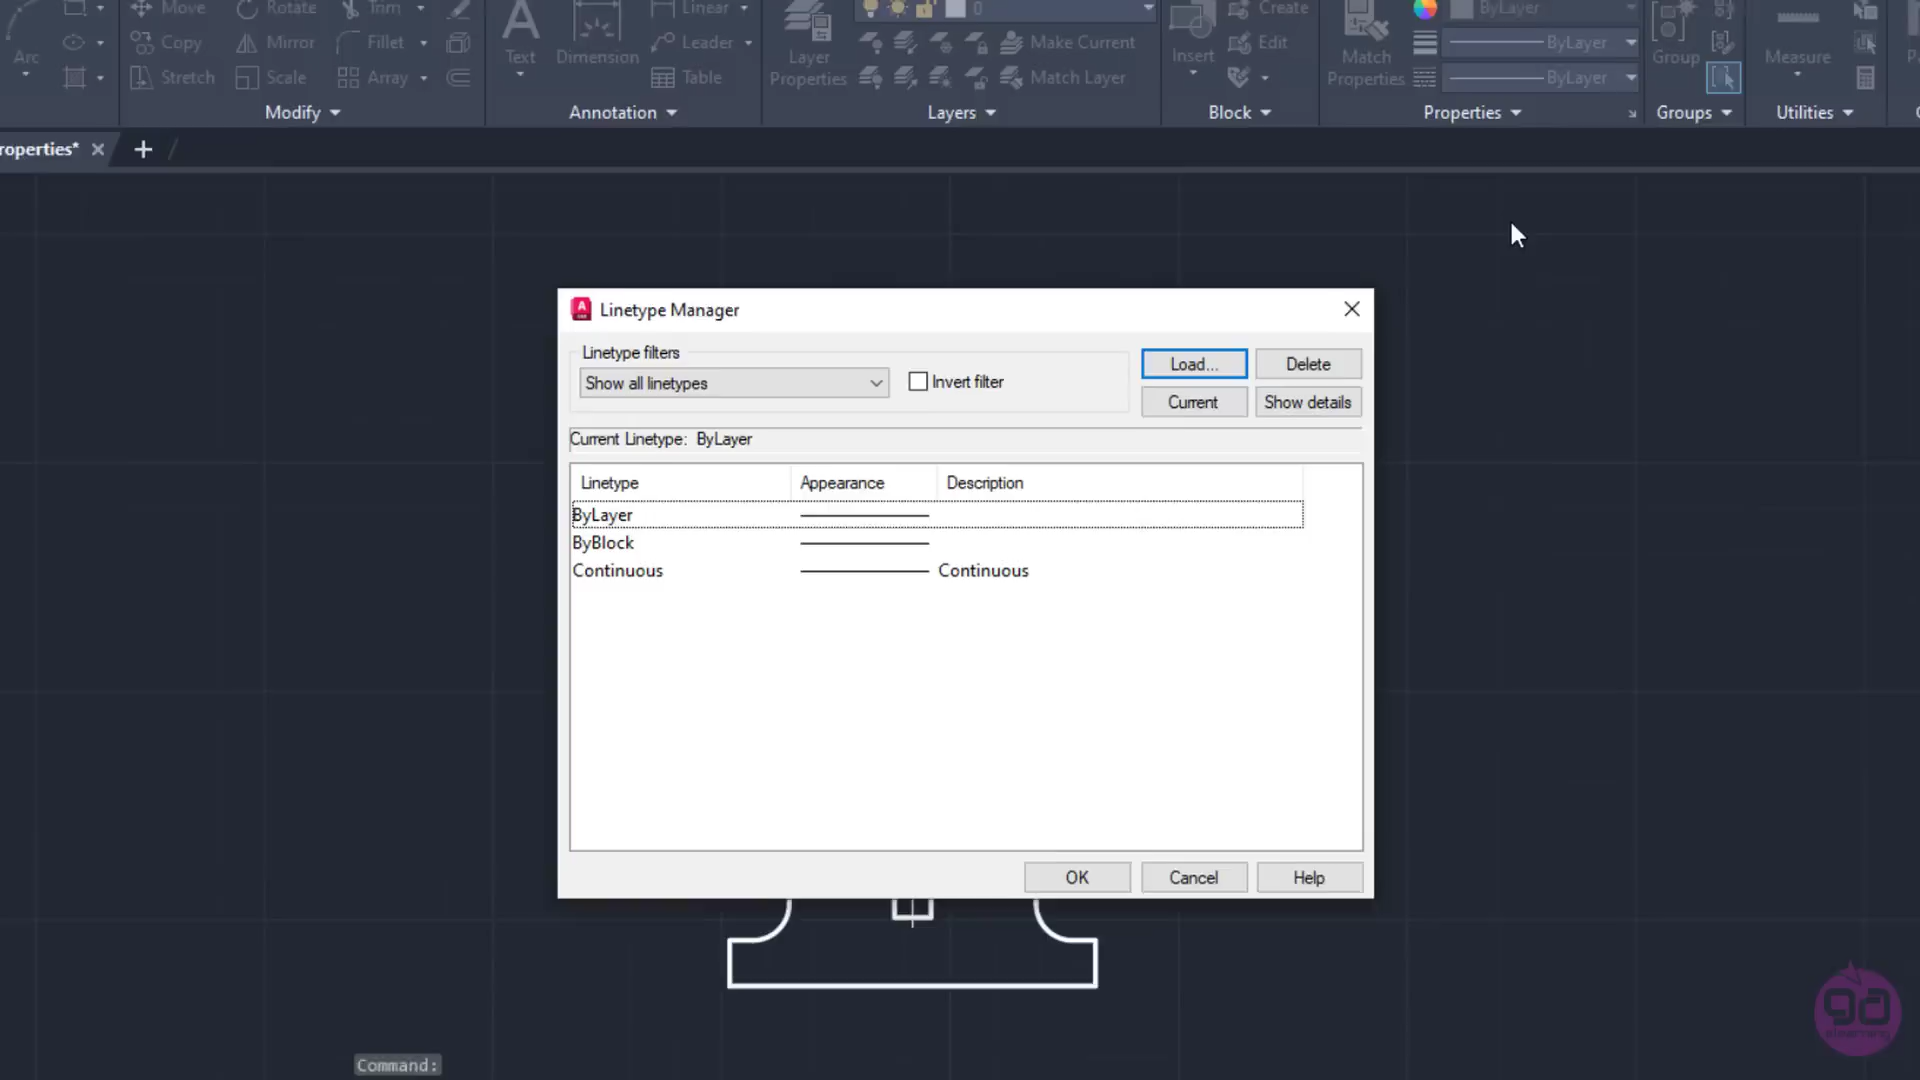 Arc
Move
Rotate
Trim
Copy
Mirror
Fillet
Stretch
Scale
Array
Modify
Text
Dimension
Linear
Leader
Table
Annotation
Layer
Properties
0
Make Current
Match Layer
Layers
Insert
Create
Edit
Block
Match
Properties
ByLayer
ByLayer
ByLayer
Properties
Group
Groups
Measure
Utilities
roperties*
Linetype Manager
Linetype filters
Show all linetypes
Invert filter
Load...
Delete
Current
Show details
Current Linetype: ByLayer
Linetype Appearance Description
ByLayer
ByBlock
Continuous Continuous
OK
Cancel
Help
Command:
ga
elearning